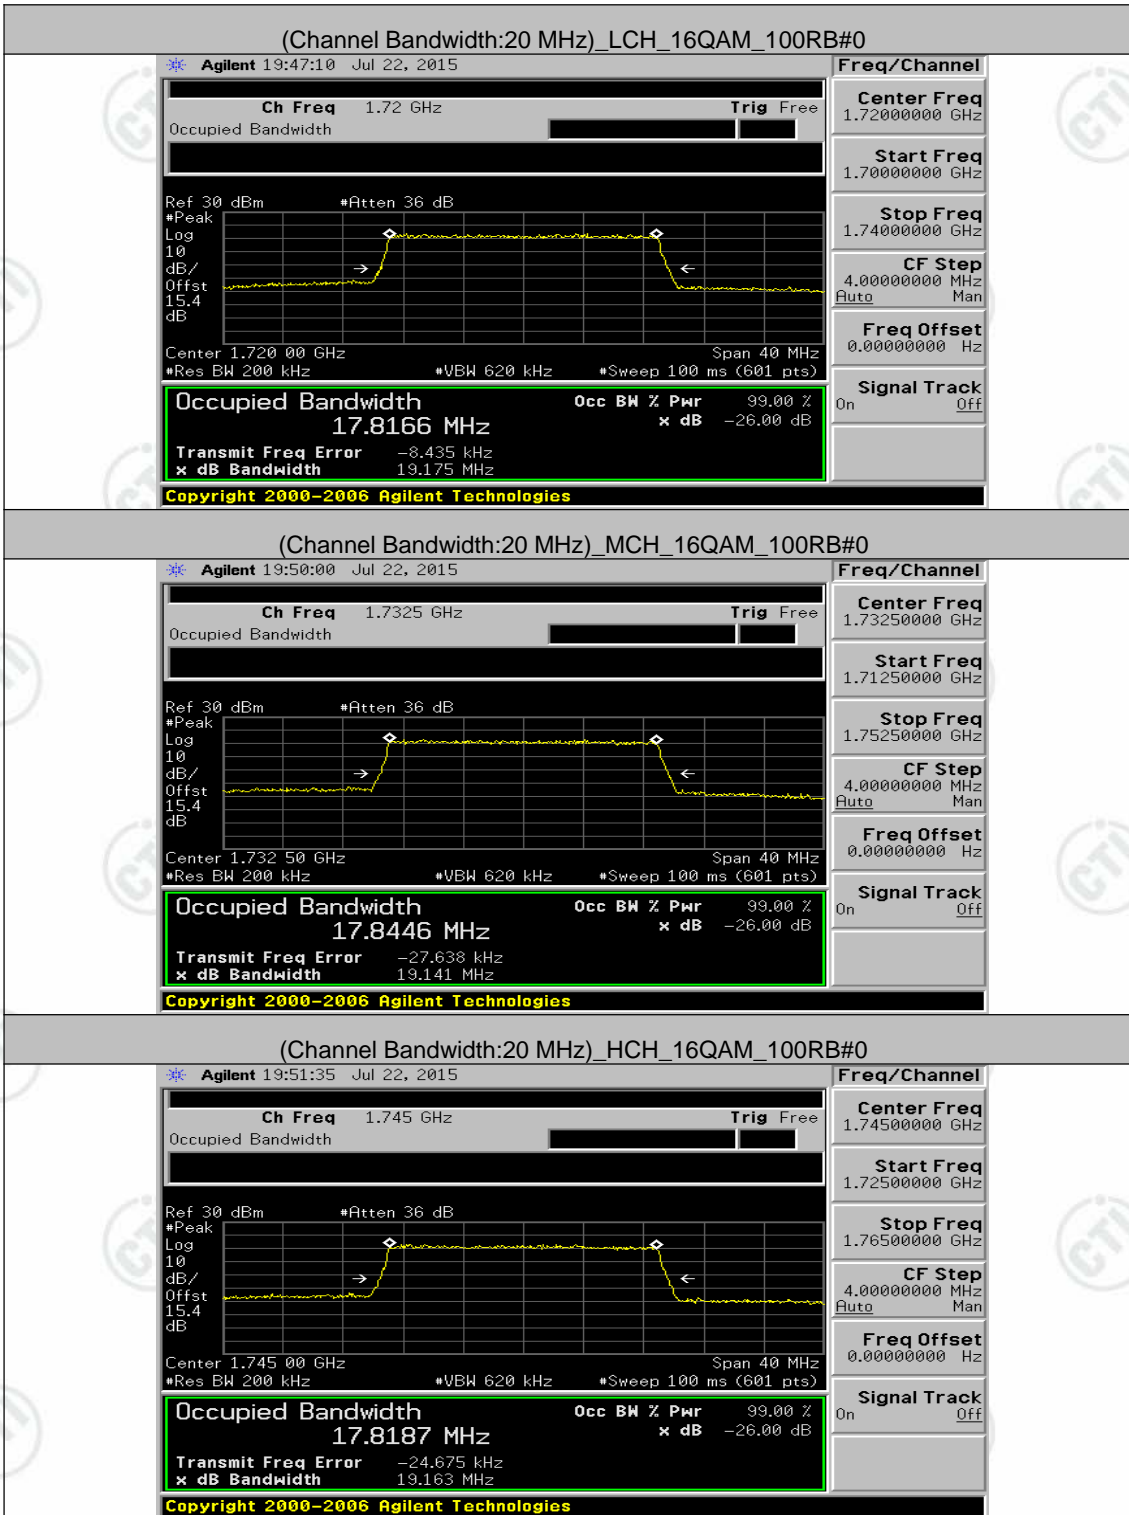 (Channel Bandwidth:20 MHz)_LCH_16QAM_100RB#0
Agilent 19:47:10 Jul 22, 2015
Freq/Channel
Ch Freq 1.72 GHz Trig Free
Occupied Bandwidth
Center Freq
1.72000000 GHz
Start Freq
1.70000000 GHz
Stop Freq
1.74000000 GHz
CF Step
4.00000000 MHz
Auto Man
Freq Offset
0.00000000 Hz
Signal Track
On Off
Ref 30 dBm #Atten 36 dB
#Peak
Log
10
dB/
Offst
15.4
dB
Center 1.720 00 GHz Span 40 MHz
#Res BW 200 kHz #VBW 620 kHz #Sweep 100 ms (601 pts)
Occupied Bandwidth Occ BW % Pwr 99.00 %
17.8166 MHz x dB -26.00 dB
Transmit Freq Error -8.435 kHz
x dB Bandwidth 19.175 MHz
Copyright 2000-2006 Agilent Technologies
(Channel Bandwidth:20 MHz)_MCH_16QAM_100RB#0
Agilent 19:50:00 Jul 22, 2015
Freq/Channel
Ch Freq 1.7325 GHz Trig Free
Occupied Bandwidth
Center Freq
1.73250000 GHz
Start Freq
1.71250000 GHz
Stop Freq
1.75250000 GHz
CF Step
4.00000000 MHz
Auto Man
Freq Offset
0.00000000 Hz
Signal Track
On Off
Ref 30 dBm #Atten 36 dB
#Peak
Log
10
dB/
Offst
15.4
dB
Center 1.732 50 GHz Span 40 MHz
#Res BW 200 kHz #VBW 620 kHz #Sweep 100 ms (601 pts)
Occupied Bandwidth Occ BW % Pwr 99.00 %
17.8446 MHz x dB -26.00 dB
Transmit Freq Error -27.638 kHz
x dB Bandwidth 19.141 MHz
Copyright 2000-2006 Agilent Technologies
(Channel Bandwidth:20 MHz)_HCH_16QAM_100RB#0
Agilent 19:51:35 Jul 22, 2015
Freq/Channel
Ch Freq 1.745 GHz Trig Free
Occupied Bandwidth
Center Freq
1.74500000 GHz
Start Freq
1.72500000 GHz
Stop Freq
1.76500000 GHz
CF Step
4.00000000 MHz
Auto Man
Freq Offset
0.00000000 Hz
Signal Track
On Off
Ref 30 dBm #Atten 36 dB
#Peak
Log
10
dB/
Offst
15.4
dB
Center 1.745 00 GHz Span 40 MHz
#Res BW 200 kHz #VBW 620 kHz #Sweep 100 ms (601 pts)
Occupied Bandwidth Occ BW % Pwr 99.00 %
17.8187 MHz x dB -26.00 dB
Transmit Freq Error -24.675 kHz
x dB Bandwidth 19.163 MHz
Copyright 2000-2006 Agilent Technologies
CTI
CTI
CTI
CTI
CTI
CTI
CTI
CTI